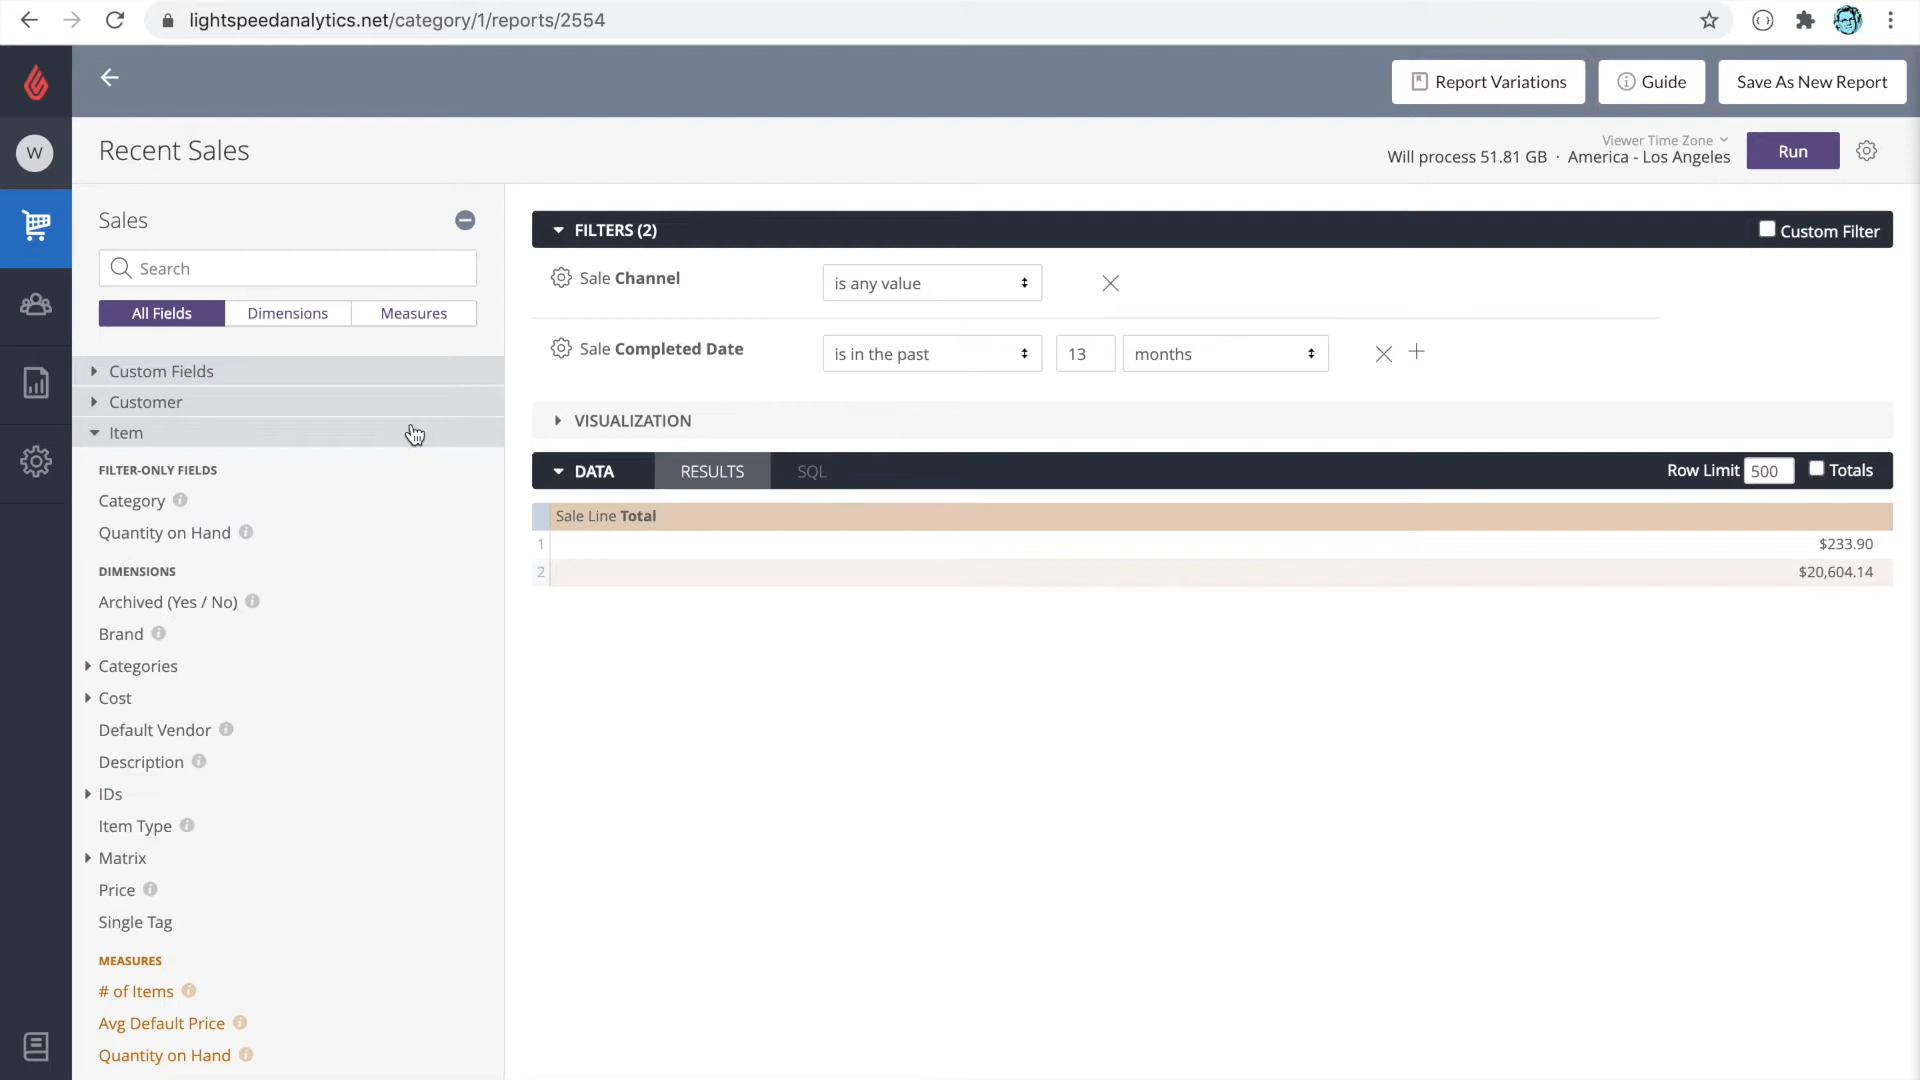 lightspeedanalytics.net/category/1/reports/2554
Report Variations
Guide
Save As New Report
W
Recent Sales
Viewer Time Zone
Will process 51.81 GB · America - Los Angeles
Run
Sales
Search
All Fields
Dimensions
Measures
Custom Fields
Customer
Item
FILTER-ONLY FIELDS
Category
Quantity on Hand
DIMENSIONS
Archived (Yes / No)
Brand
Categories
Cost
Default Vendor
Description
IDs
Item Type
Matrix
Price
Single Tag
MEASURES
# of Items
Avg Default Price
Quantity on Hand
FILTERS (2)
Custom Filter
Sale Channel
is any value
Sale Completed Date
is in the past
13
months
VISUALIZATION
DATA
RESULTS
SQL
Row Limit 500
Totals
Sale Line Total
1 $233.90
2 $20,604.14